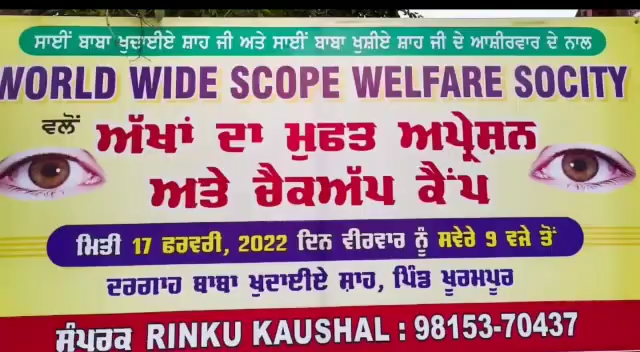 ਸਾਈਂ ਬਾਬਾ ਖੁਦਾਈਏ ਸ਼ਾਹ ਜੀ ਅਤੇ ਸਾਈਂ ਬਾਬਾ ਖੁਸ਼ੀਏ ਸ਼ਾਹ ਜੀ ਦੇ ਆਸ਼ੀਰਵਾਰ ਦੇ ਨਾਲ
WORLD WIDE SCOPE WELFARE SOCITY
ਵਲੋਂ ਅੱਖਾਂ ਦਾ ਮੁਫਤ ਅਪ੍ਰੇਸ਼ਨ
ਅਤੇ ਚੈਕਅੱਪ ਕੈਂਪ
ਮਿਤੀ 17 ਫਰਵਰੀ, 2022 ਦਿਨ ਵੀਰਵਾਰ ਨੂੰ ਸਵੇਰੇ 9 ਵਜੇ ਤੋਂ
ਦਰਗਾਹ ਬਾਬਾ ਖੁਦਾਈਏ ਸ਼ਾਹ, ਪਿੰਡ ਖੂਰਮਪੂਰ
ਸੰਪਰਕ RINKU KAUSHAL : 98153-70437